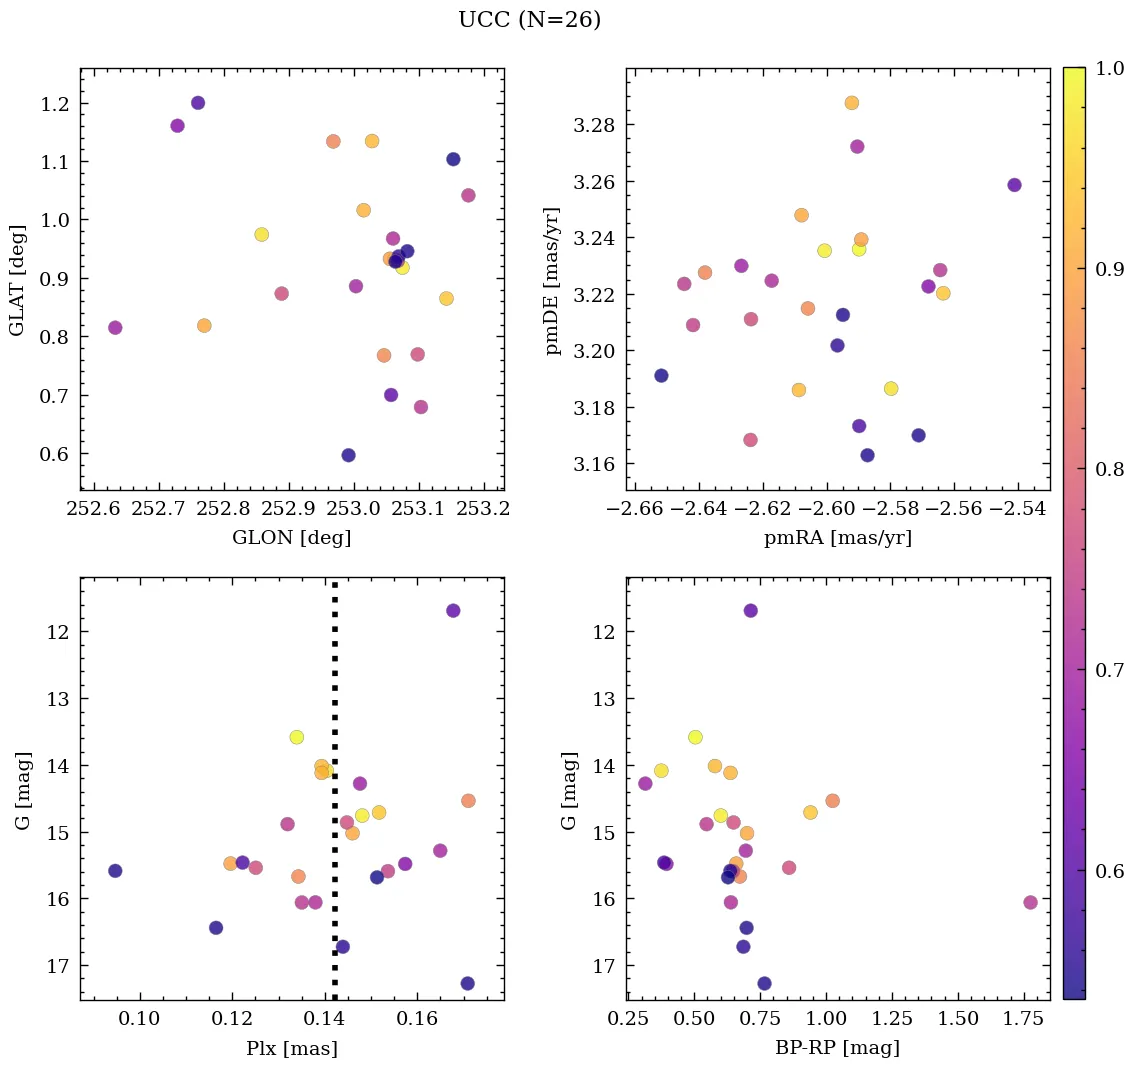 UCC (N=26)
1.2
1.1
1.0
0.9
0.8
0.7
0.6
GLAT [deg]
252.6 252.7 252.8 252.9 253.0 253.1 253.2
GLON [deg]
3.28
3.26
3.24
3.22
3.20
3.18
3.16
pmDE [mas/yr]
−2.66 −2.64 −2.62 −2.60 −2.58 −2.56 −2.54
pmRA [mas/yr]
1.0
0.9
0.8
0.7
0.6
12
13
14
15
16
17
G [mag]
0.10 0.12 0.14 0.16
Plx [mas]
12
13
14
15
16
17
G [mag]
0.25 0.50 0.75 1.00 1.25 1.50 1.75
BP-RP [mag]